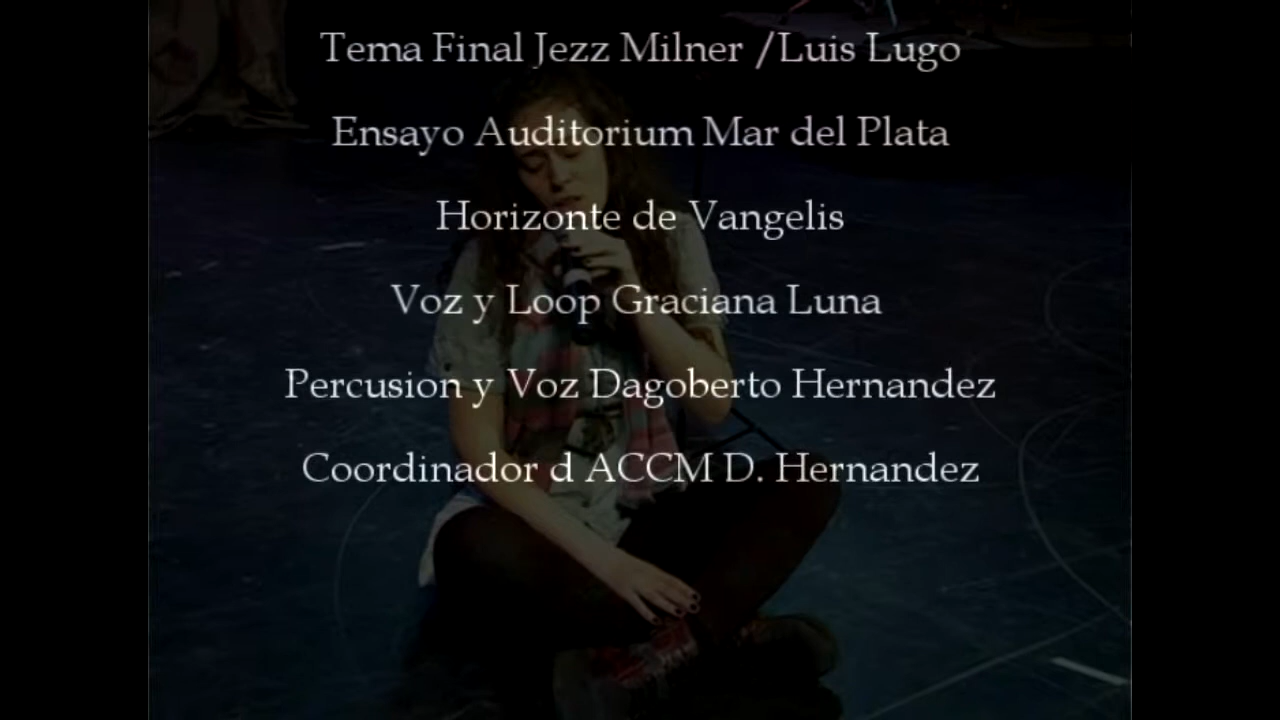 Tema Final Jezz Milner /Luis Lugo
Ensayo Auditorium Mar del Plata
Horizonte de Vangelis
Voz y Loop Graciana Luna
Percusion y Voz Dagoberto Hernandez
Coordinador d ACCM D. Hernandez